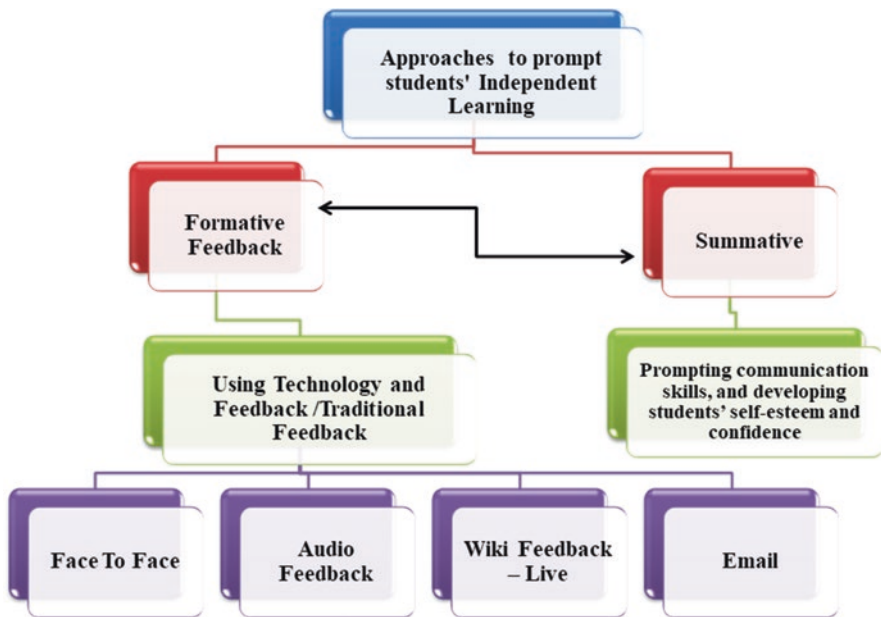 Approaches to prompt
students' Independent
Learning
Formative
Feedback
Summative
Using Technology and
Feedback /Traditional
Feedback
Prompting communication
skills, and developing
students’ self-esteem and
confidence
Face To Face
Audio
Feedback
Wiki Feedback
– Live
Email